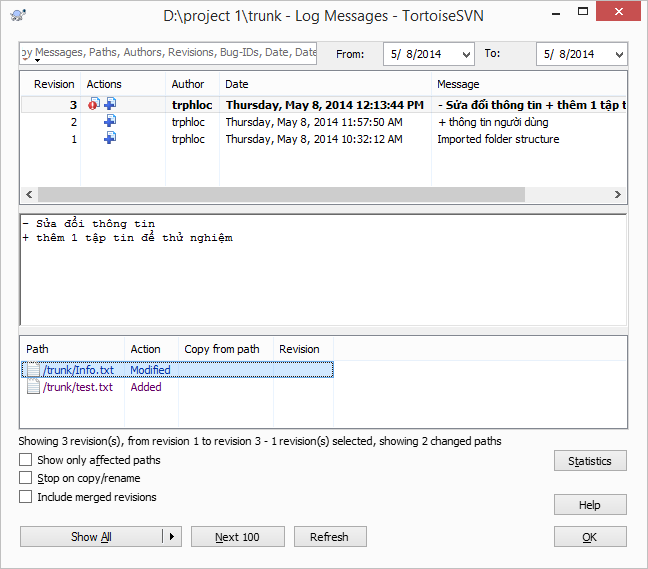 D:\project 1\trunk - Log Messages - TortoiseSVN
Messages, Paths, Authors, Revisions, Bug-IDs, Date, Date
From: 5/ 8/2014 To: 5/ 8/2014
Revision Actions Author Date Message
3 trphloc Thursday, May 8, 2014 12:13:44 PM - Sửa đổi thông tin + thêm 1 tập t
2 trphloc Thursday, May 8, 2014 11:57:50 AM + thông tin người dùng
1 trphloc Thursday, May 8, 2014 10:32:12 AM Imported folder structure
- Sửa đổi thông tin
+ thêm 1 tập tin để thử nghiệm
Path Action Copy from path Revision
/trunk/Info.txt Modified
/trunk/test.txt Added
Showing 3 revision(s), from revision 1 to revision 3 - 1 revision(s) selected, showing 2 changed paths
Show only affected paths
Stop on copy/rename
Include merged revisions
Statistics
Help
Show All Next 100 Refresh OK